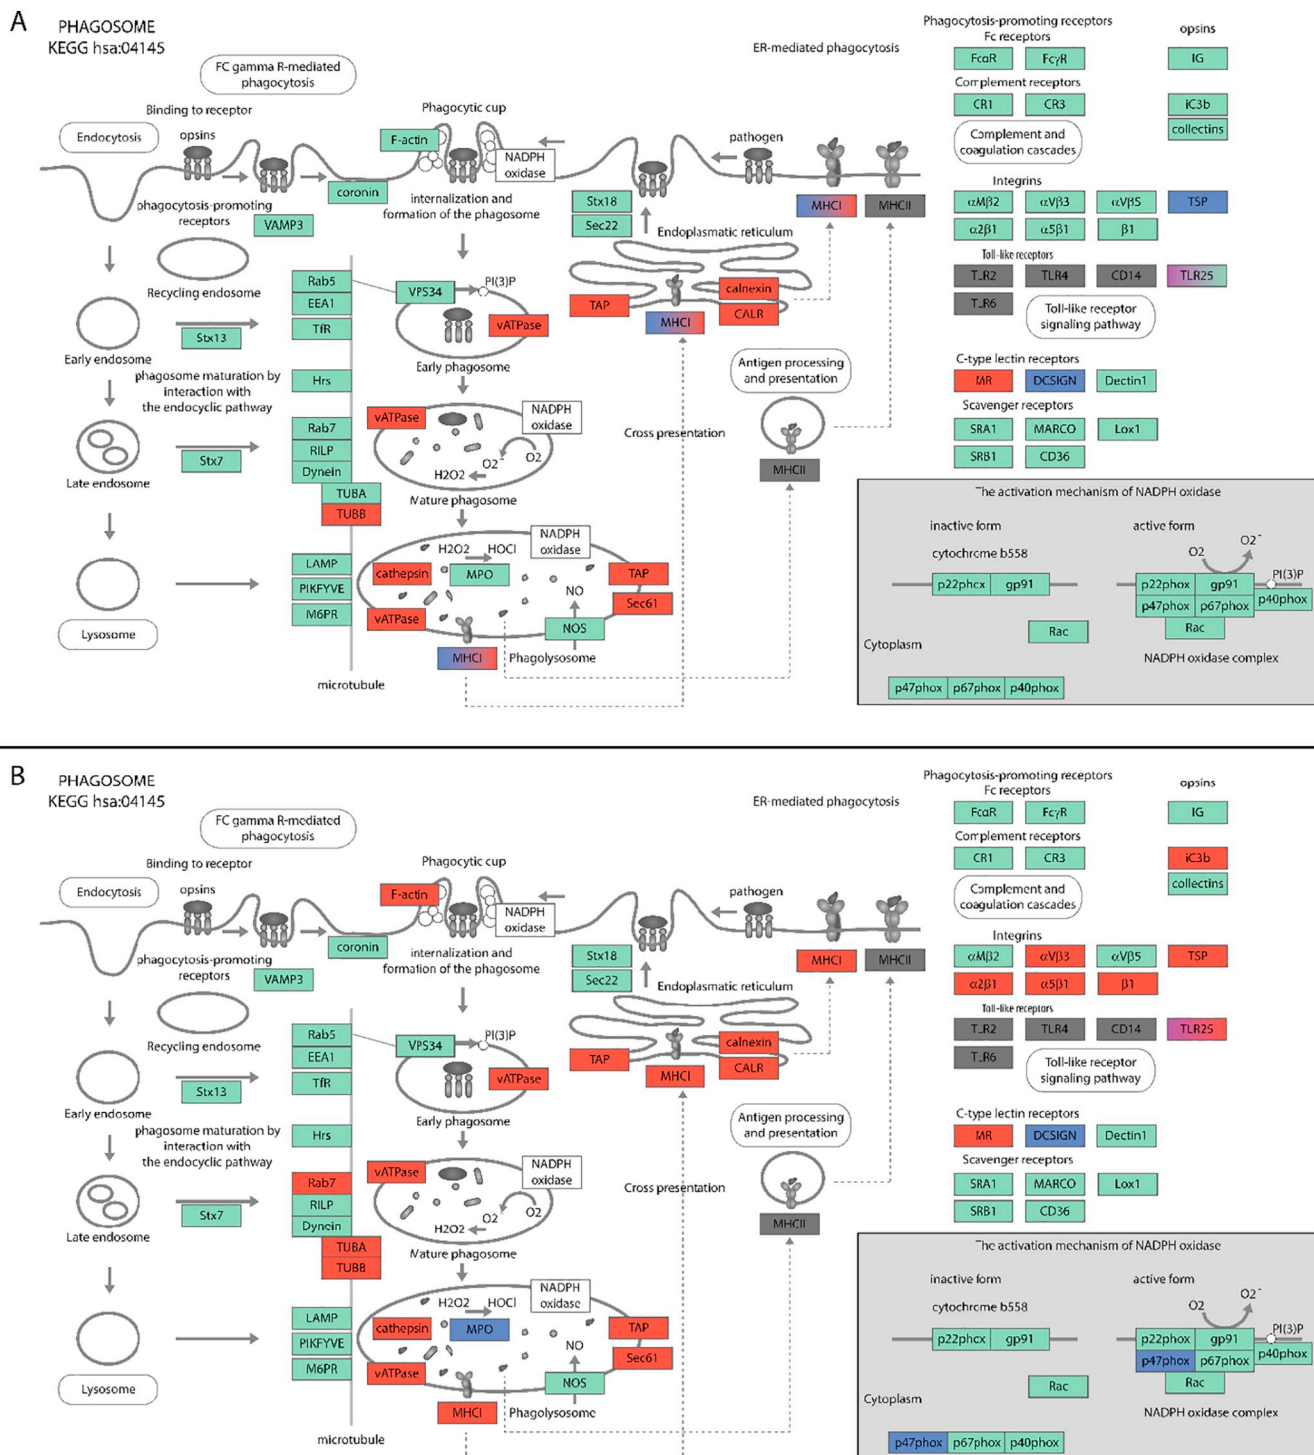 A
PHAGOSOME
KEGG hsa:04145
FC gamma R-mediated
phagocytosis
Binding to receptor
Endocytosis
opsins
Phagocytic cup
F-actin
NADPH
oxidase
coronin
phagocytosis-promoting
receptors
VAMP3
internalization and
formation of the phagosome
ER-mediated phagocytosis
pathogen
Stx18
Sec22
MHCI
MHCII
Endoplasmatic reticulum
Recycling endosome
Rab5
EEA1
TfR
VPS34
PI(3)P
vATPase
TAP
MHCI
calnexin
CALR
Stx13
Early endosome
Early phagosome
phagosome maturation by
interaction with
the endocyclic pathway
Hrs
Antigen processing
and presentation
vATPase
NADPH
oxidase
Rab7
RILP
Dynein
Stx7
Late endosome
H2O2
O2-
O2
Cross presentation
MHCII
Mature phagosome
TUBA
TUBB
NADPH
oxidase
H2O2
HOCl
LAMP
PIKFYVE
M6PR
cathepsin
MPO
TAP
NO
Sec61
vATPase
NOS
Lysosome
MHCI
Phagolysosome
microtubule
Phagocytosis-promoting receptors
Fc receptors
opsins
FcαR
FcγR
IG
Complement receptors
CR1
CR3
iC3b
collectins
Complement and
coagulation cascades
Integrins
αMβ2
αVβ3
αVβ5
TSP
α2β1
α5β1
β1
Toll-like receptors
TLR2
TLR4
CD14
TLR25
TLR6
Toll-like receptor
signaling pathway
C-type lectin receptors
MR
DCSIGN
Dectin1
Scavenger receptors
SRA1
MARCO
Lox1
SRB1
CD36
The activation mechanism of NADPH oxidase
inactive form
active form
cytochrome b558
O2
O2-
p22phcx
gp91
p22phox
gp91
PI(3)P
p47phox
p67phox
p40phox
Rac
Rac
Cytoplasm
NADPH oxidase complex
p47phox
p67phox
p40phox
B
PHAGOSOME
KEGG hsa:04145
FC gamma R-mediated
phagocytosis
Binding to receptor
Endocytosis
opsins
Phagocytic cup
F-actin
NADPH
oxidase
coronin
phagocytosis-promoting
receptors
VAMP3
internalization and
formation of the phagosome
ER-mediated phagocytosis
pathogen
Stx18
Sec22
MHCI
MHCII
Endoplasmatic reticulum
Recycling endosome
Rab5
EEA1
TfR
VPS34
PI(3)P
vATPase
TAP
MHCI
calnexin
CALR
Stx13
Early endosome
Early phagosome
phagosome maturation by
interaction with
the endocyclic pathway
Hrs
Antigen processing
and presentation
vATPase
NADPH
oxidase
Rab7
RILP
Dynein
Stx7
Late endosome
H2O2
O2
O2
Cross presentation
MHCII
Mature phagosome
TUBA
TUBB
NADPH
oxidase
H2O2
HOCl
LAMP
PIKFYVE
M6PR
cathepsin
MPO
TAP
NO
Sec61
vATPase
NOS
Lysosome
MHCI
Phagolysosome
microtubule
Phagocytosis-promoting receptors
Fc receptors
opsins
FcαR
FcγR
IG
Complement receptors
CR1
CR3
iC3b
collectins
Complement and
coagulation cascades
Integrins
αMβ2
αVβ3
αVβ5
TSP
α2β1
α5β1
β1
Toll-like receptors
TLR2
TLR4
CD14
TLR25
TLR6
Toll-like receptor
signaling pathway
C-type lectin receptors
MR
DCSIGN
Dectin1
Scavenger receptors
SRA1
MARCO
Lox1
SRB1
CD36
The activation mechanism of NADPH oxidase
inactive form
active form
cytochrome b558
O2
O2-
p22phcx
gp91
p22phox
gp91
PI(3)P
p47phox
p67phox
p40phox
Rac
Rac
Cytoplasm
NADPH oxidase complex
p47phox
p67phox
p40phox